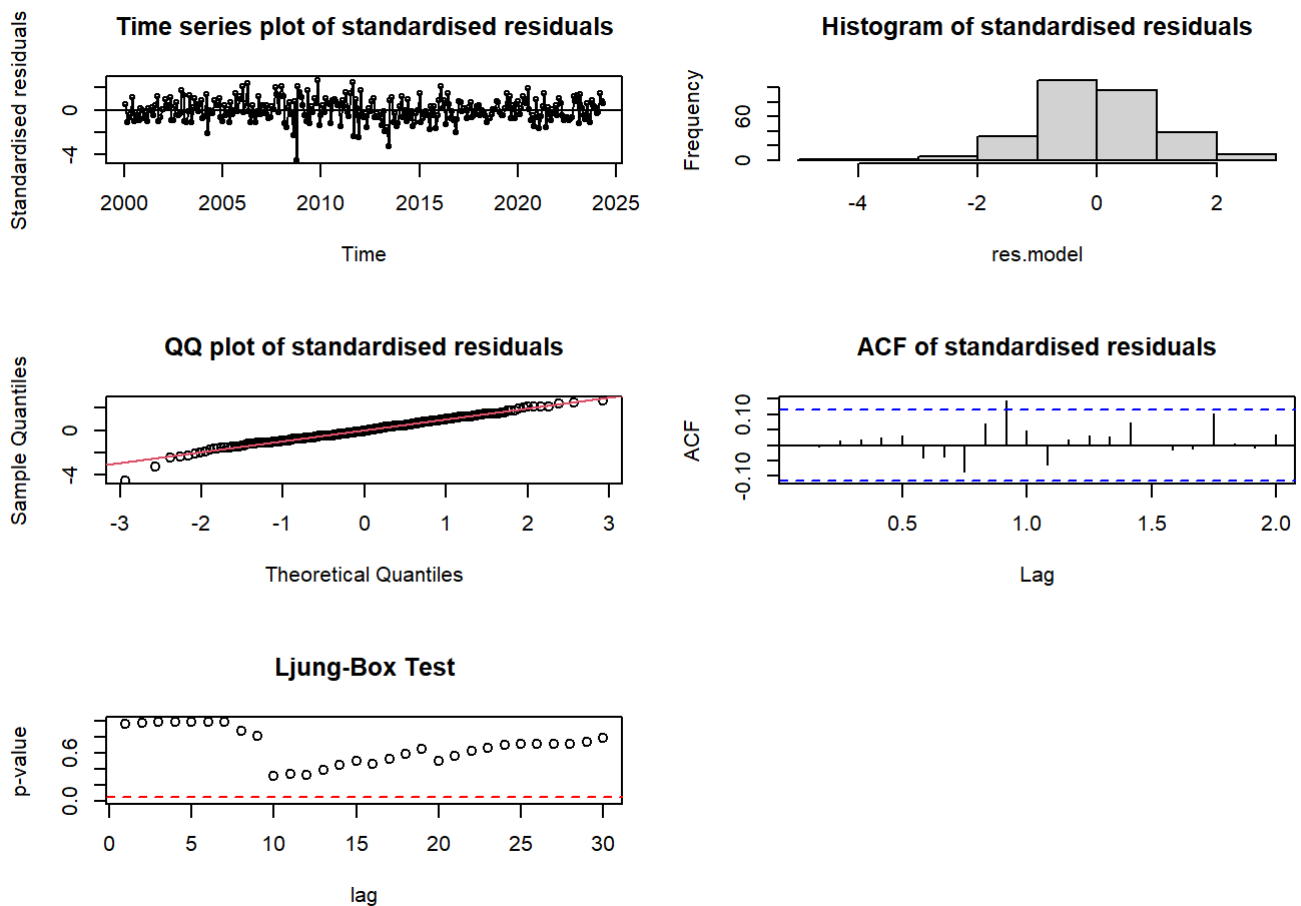 Time series plot of standardised residuals
Standardised residuals
0
-4
2000 2005 2010 2015 2020 2025
Time
Histogram of standardised residuals
Frequency
60
0
-4 -2 0 2
res.model
QQ plot of standardised residuals
Sample Quantiles
0
-4
-3 -2 -1 0 1 2 3
Theoretical Quantiles
ACF of standardised residuals
ACF
0.10
-0.10
0.5 1.0 1.5 2.0
Lag
Ljung-Box Test
p-value
0.6
0.0
0 5 10 15 20 25 30
lag